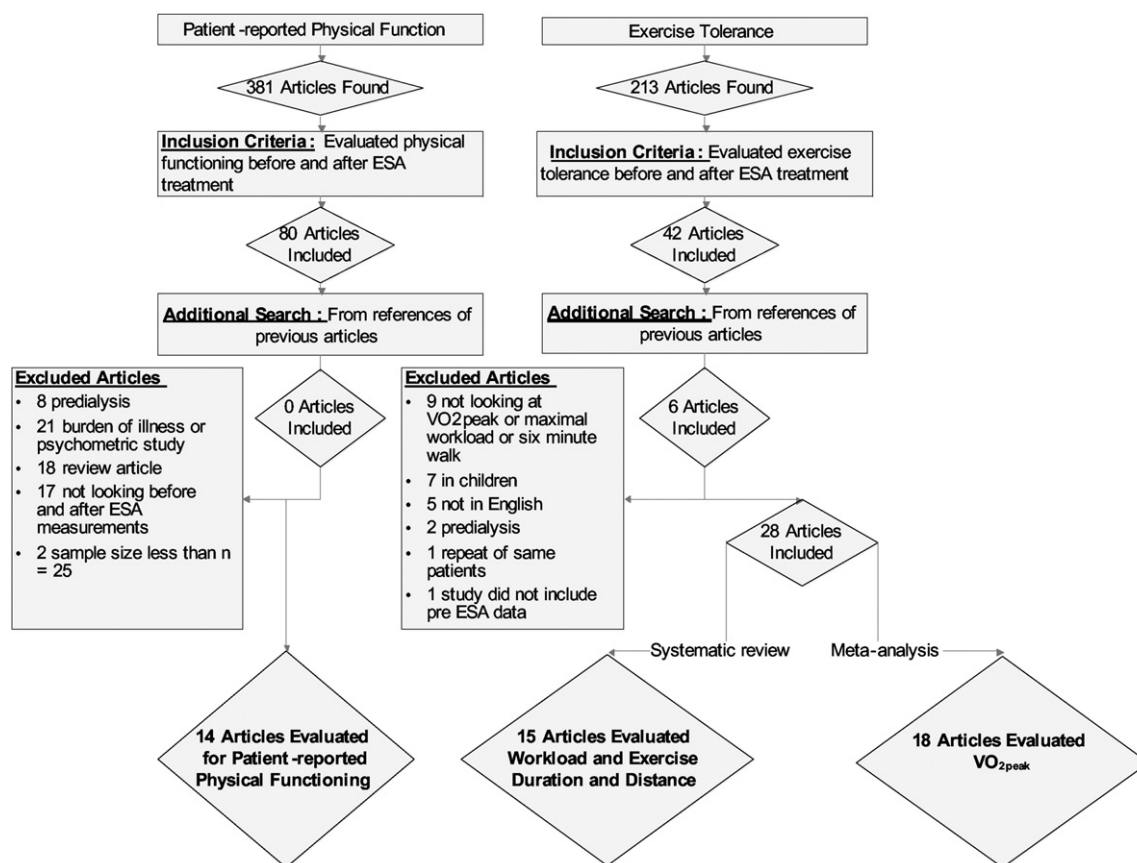 Patient-reported Physical Function
381 Articles Found
Inclusion Criteria: Evaluated physical
functioning before and after ESA
treatment
80 Articles
Included
Additional Search: From references of
previous articles
Excluded Articles
• 8 predialysis
• 21 burden of illness or
psychometric study
• 18 review article
• 17 not looking before
and after ESA
measurements
• 2 sample size less than n
= 25
0 Articles
Included
14 Articles Evaluated
for Patient-reported
Physical Functioning
Exercise Tolerance
213 Articles Found
Inclusion Criteria: Evaluated exercise
tolerance before and after ESA treatment
42 Articles
Included
Additional Search: From references of
previous articles
Excluded Articles
• 9 not looking at
VO2peak or maximal
workload or six minute
walk
• 7 in children
• 5 not in English
• 2 predialysis
• 1 repeat of same
patients
• 1 study did not include
pre ESA data
6 Articles
Included
28 Articles
Included
Systematic review
Meta-analysis
15 Articles Evaluated
Workload and Exercise
Duration and Distance
18 Articles Evaluated
VO2peak